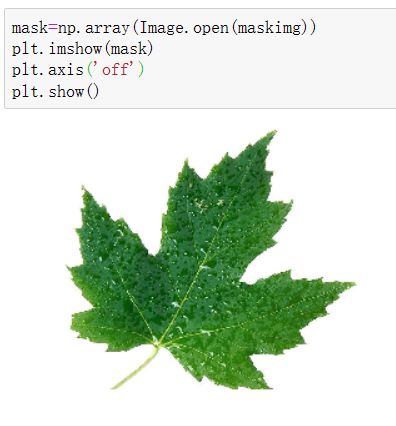 mask=np.array(Image.open(maskimg))
plt.imshow(mask)
plt.axis('off')
plt.show()